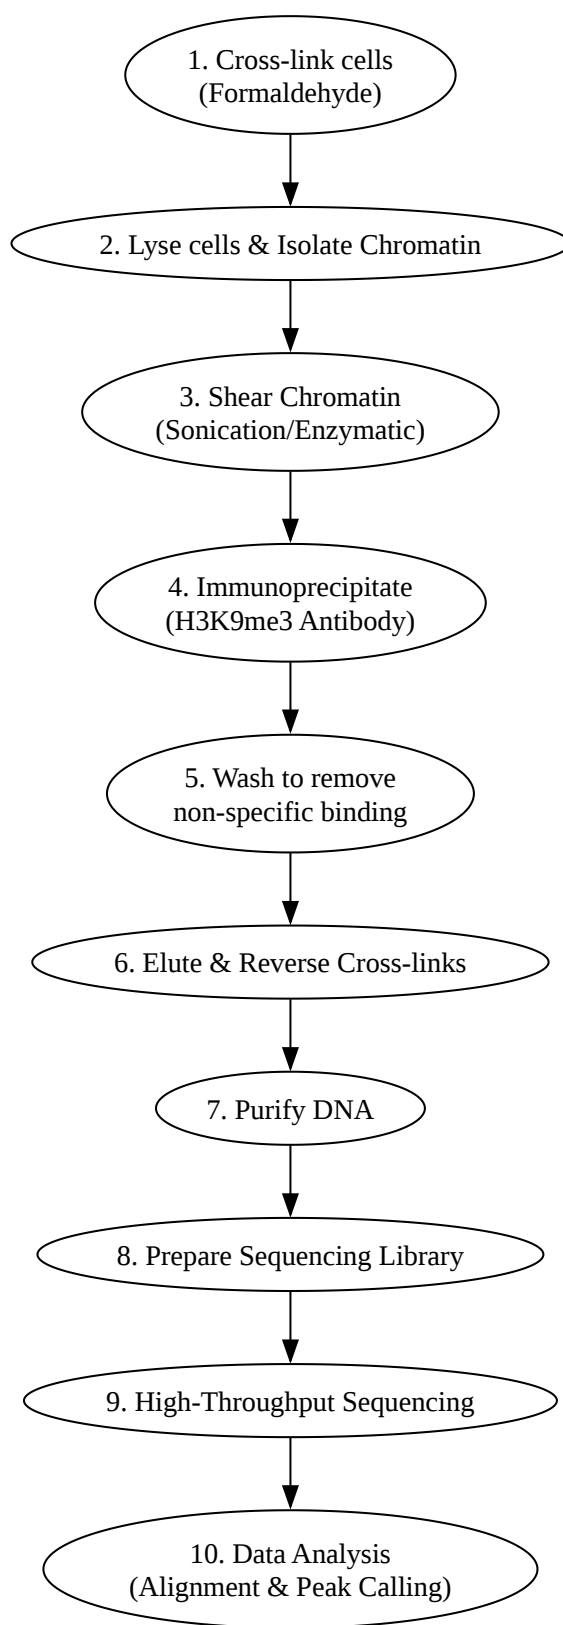 1. Cross-link cells
(Formaldehyde)
2. Lyse cells & Isolate Chromatin
3. Shear Chromatin
(Sonication/Enzymatic)
4. Immunoprecipitate
(H3K9me3 Antibody)
5. Wash to remove
non-specific binding
6. Elute & Reverse Cross-links
7. Purify DNA
8. Prepare Sequencing Library
9. High-Throughput Sequencing
10. Data Analysis
(Alignment & Peak Calling)